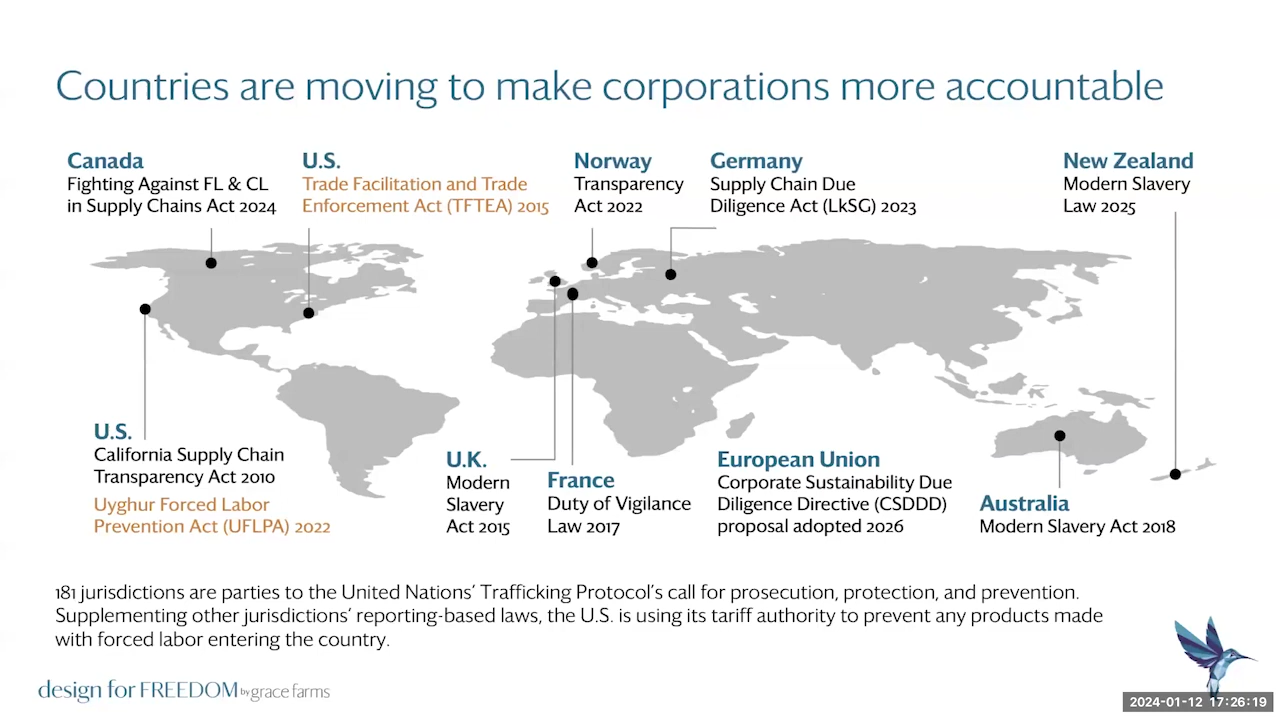 Countries are moving to make corporations more accountable
Canada
Fighting Against FL & CL
in Supply Chains Act 2024
U.S.
Trade Facilitation and Trade
Enforcement Act (TFTEA) 2015
Norway
Transparency
Act 2022
Germany
Supply Chain Due
Diligence Act (LkSG) 2023
New Zealand
Modern Slavery
Law 2025
U.S.
California Supply Chain
Transparency Act 2010
Uyghur Forced Labor
Prevention Act (UFLPA) 2022
U.K.
Modern
Slavery
Act 2015
France
Duty of Vigilance
Law 2017
European Union
Corporate Sustainability Due
Diligence Directive (CSDDD)
proposal adopted 2026
Australia
Modern Slavery Act 2018
181 jurisdictions are parties to the United Nations' Trafficking Protocol's call for prosecution, protection, and prevention.
Supplementing other jurisdictions' reporting-based laws, the U.S. is using its tariff authority to prevent any products made
with forced labor entering the country.
design for FREEDOM by grace farms
2024-01-12 17:26:19